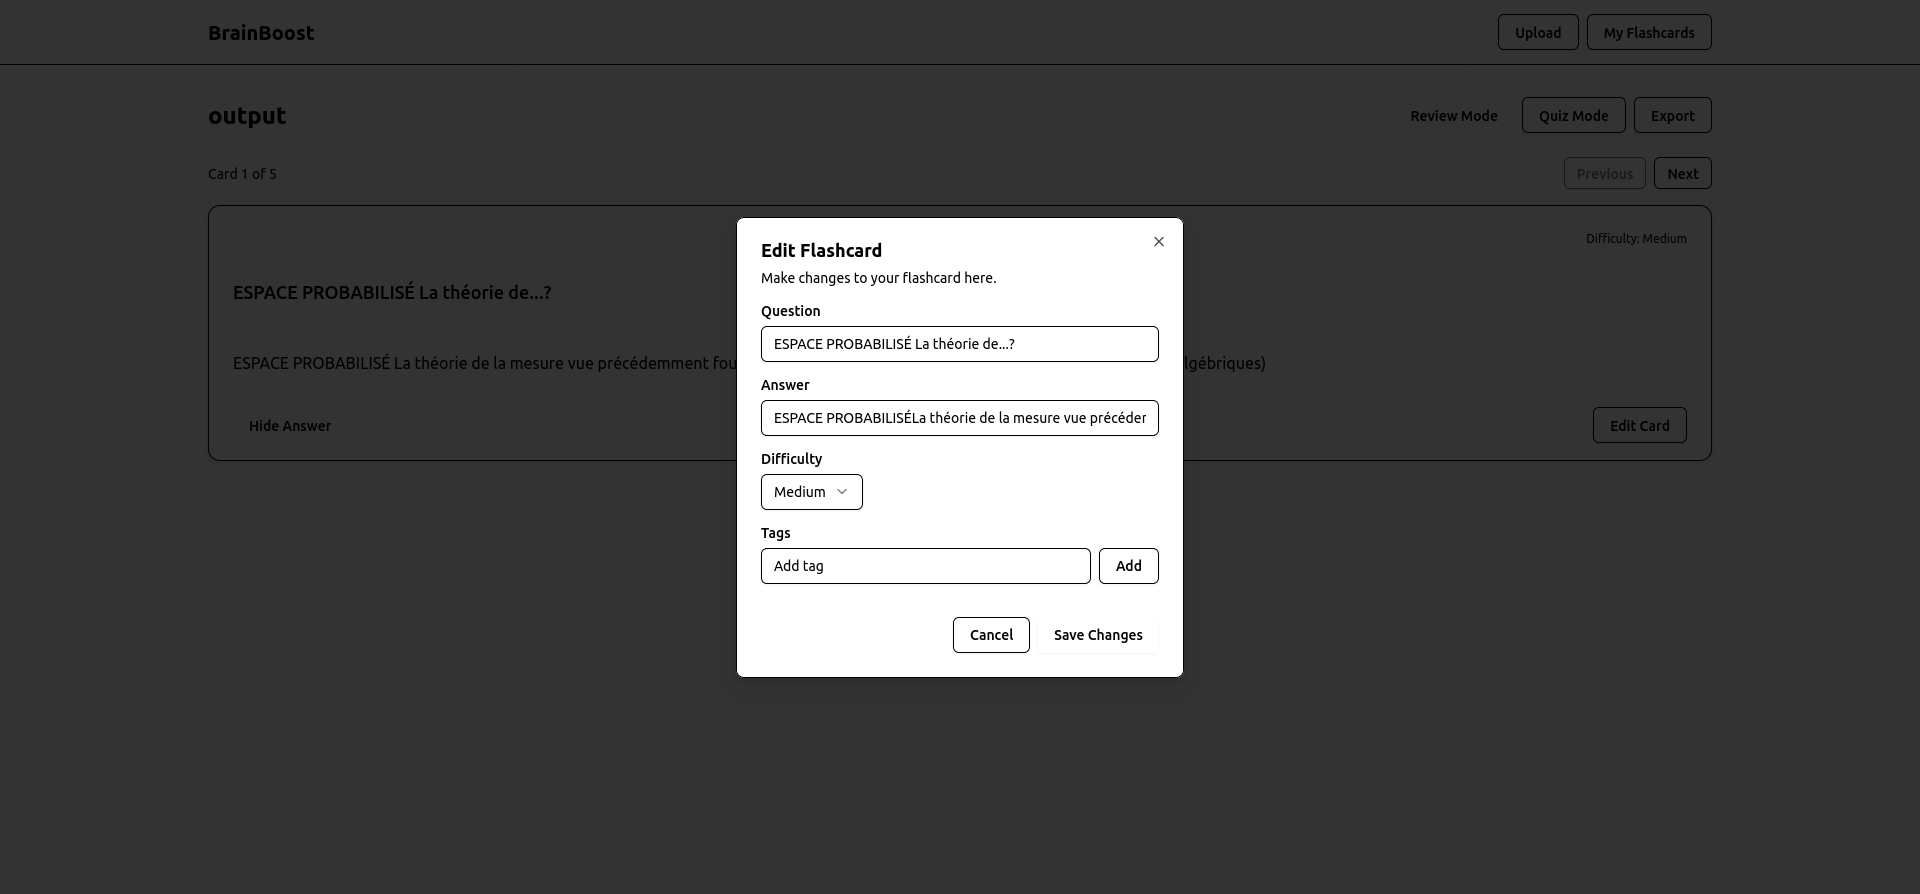 BrainBoost
Upload
My Flashcards
output
Review Mode
Quiz Mode
Export
Card 1 of 5
Previous
Next
Difficulty: Medium
ESPACE PROBABILISÉ La théorie de...?
ESPACE PROBABILISÉ La théorie de la mesure vue précédemment fou
lgébriques)
Hide Answer
Edit Card
Edit Flashcard
Make changes to your flashcard here.
Question
ESPACE PROBABILISÉ La théorie de...?
Answer
ESPACE PROBABILISÉLa théorie de la mesure vue précéder
Difficulty
Medium
Tags
Add tag
Add
Cancel
Save Changes